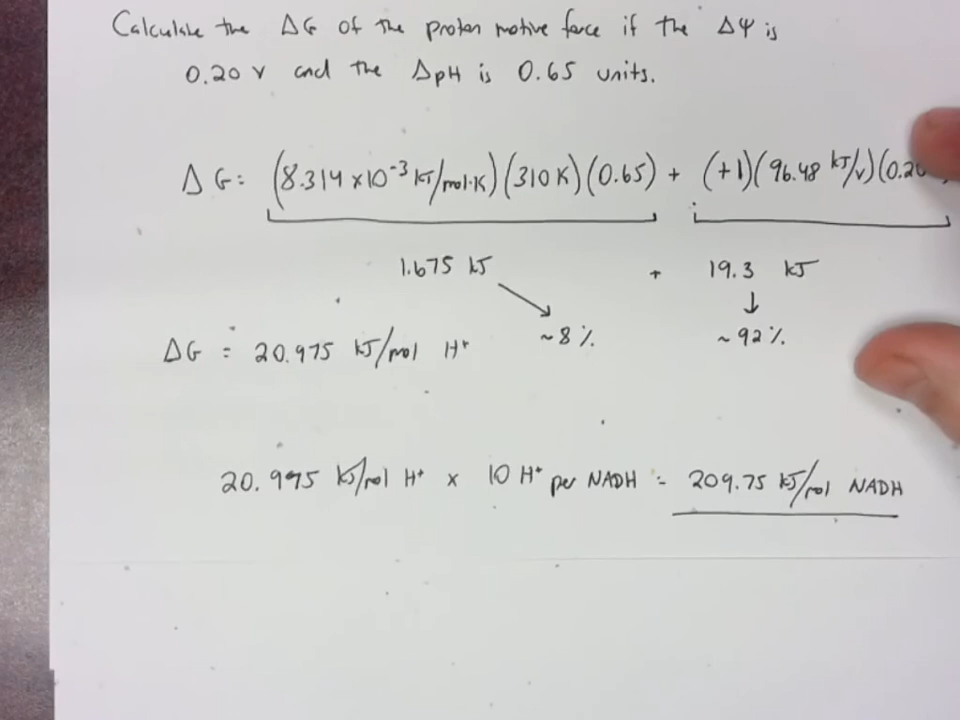 Calculate the ΔG of the proton motive force if the Δψ is
0.20 v and the ΔpH is 0.65 units.
ΔG = (8.314 x10⁻³ kJ/mol·K)(310 K)(0.65) + (+1)(96.48 kJ/v)(0.20
1.675 kJ + 19.3 kJ
~8% ~92%
ΔG = 20.975 kJ/mol H⁺
20.975 kJ/mol H⁺ x 10 H⁺ per NADH = 209.75 kJ/mol NADH